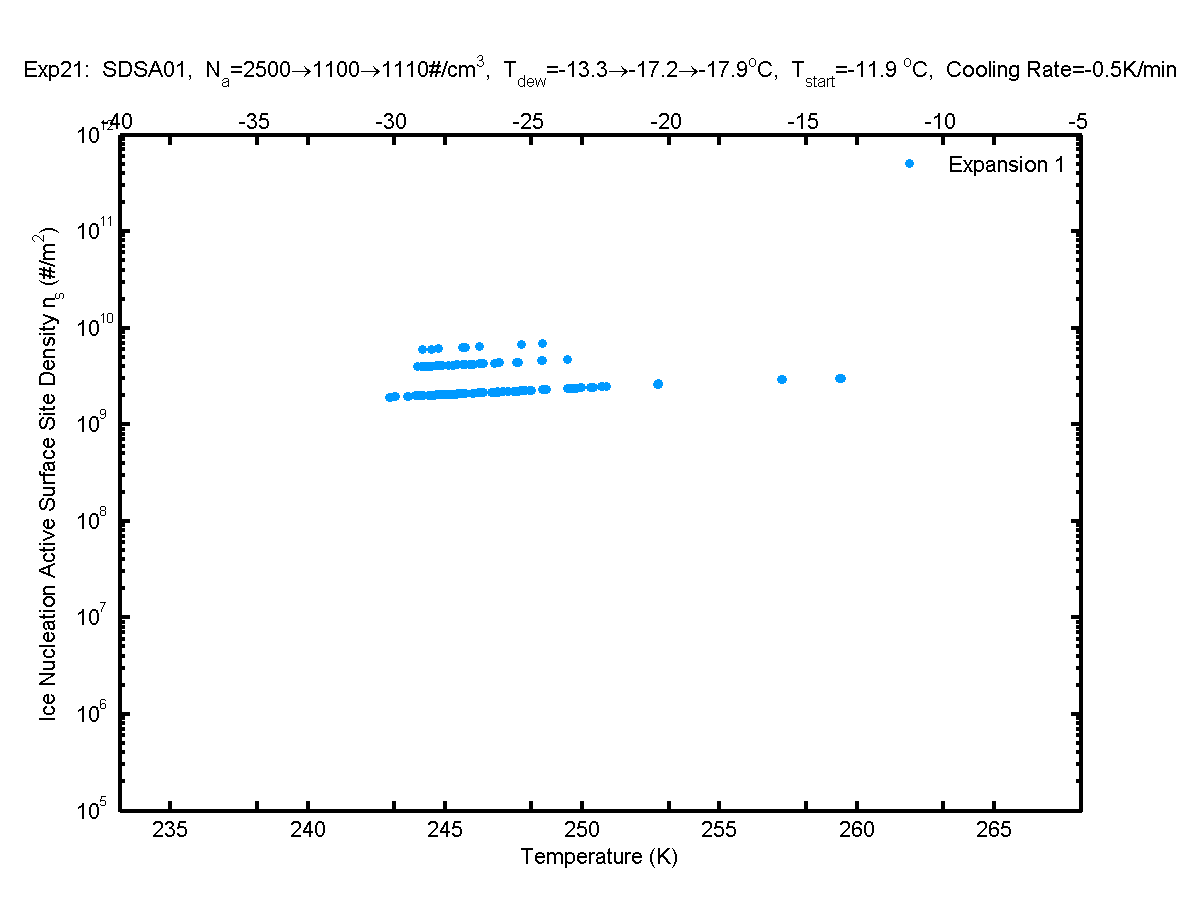 Exp21: SDSA01, Na=2500→1100→1110#/cm3, Tdew=-13.3→-17.2→-17.9oC, Tstart=-11.9 oC, Cooling Rate=-0.5K/min
-40 -35 -30 -25 -20 -15 -10 -5
Expansion 1
Ice Nucleation Active Surface Site Density ns (#/m2)
10^12
10^11
10^10
10^9
10^8
10^7
10^6
10^5
235 240 245 250 255 260 265
Temperature (K)